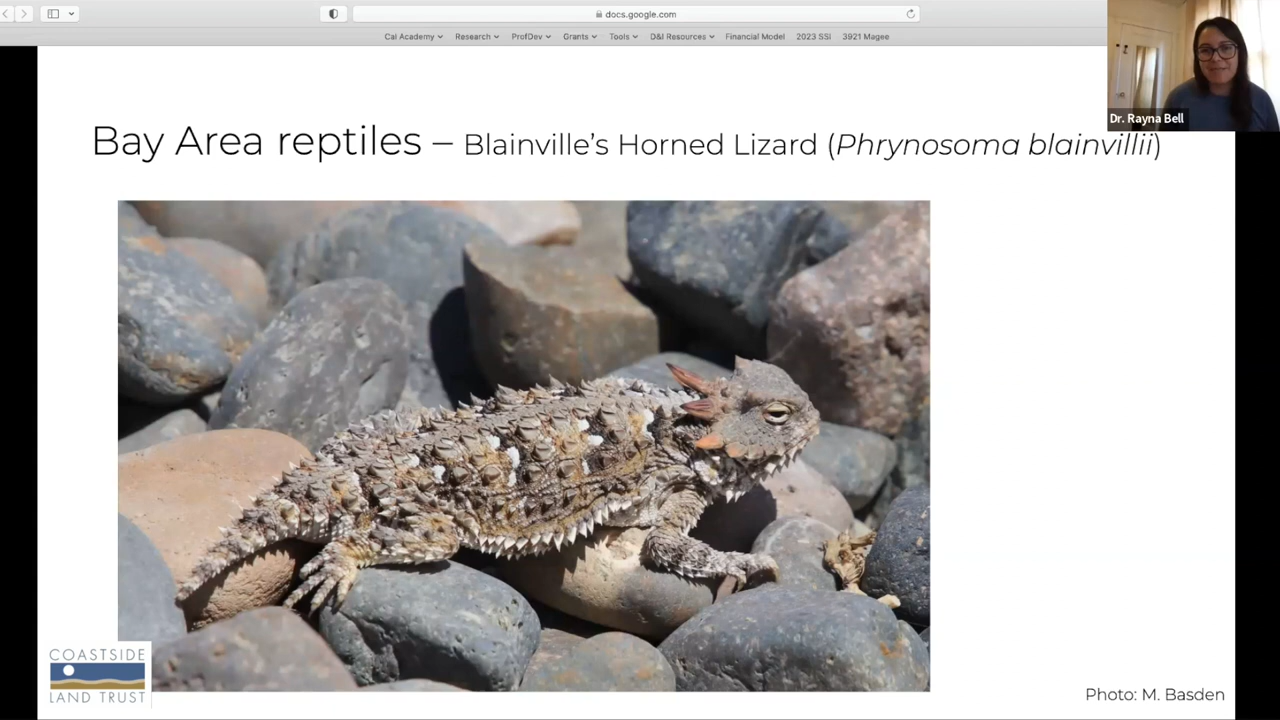 docs.google.com
Cal Academy Research ProfDev Grants Tools D&I Resources Financial Model 2023 SSI 3921 Magee
Dr. Rayna Bell
Bay Area reptiles – Blainville's Horned Lizard (Phrynosoma blainvillii)
COASTSIDE
LAND TRUST
Photo: M. Basden